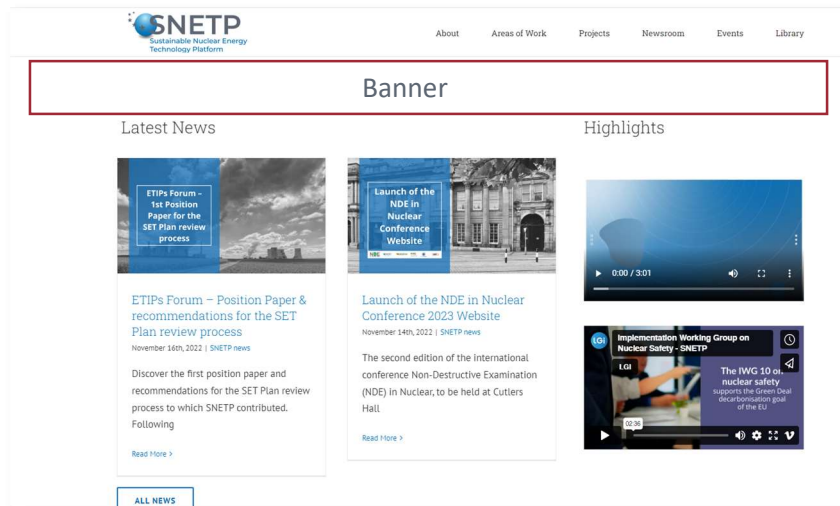 SNETP
Sustainable Nuclear Energy
Technology Platform
About Areas of Work Projects Newsroom Events Library
Banner
Latest News
Highlights
ETIPs Forum –
1st Position
Paper for the
SET Plan review
process
Launch of the
NDE in
Nuclear
Conference
Website
NDE
0:00 / 3:01
ETIPs Forum – Position Paper &
recommendations for the SET
Plan review process
November 16th, 2022 | SNETP news
Discover the first position paper and
recommendations for the SET Plan review
process to which SNETP contributed.
Following
Read More >
Launch of the NDE in Nuclear
Conference 2023 Website
November 14th, 2022 | SNETP news
The second edition of the international
conference Non-Destructive Examination
(NDE) in Nuclear, to be held at Cutlers
Hall
Read More >
LGI
Implementation Working Group on
Nuclear Safety - SNETP
LGI
The IWG 10 on
nuclear safety
supports the Green Deal
decarbonisation goal
of the EU
02:36
ALL NEWS